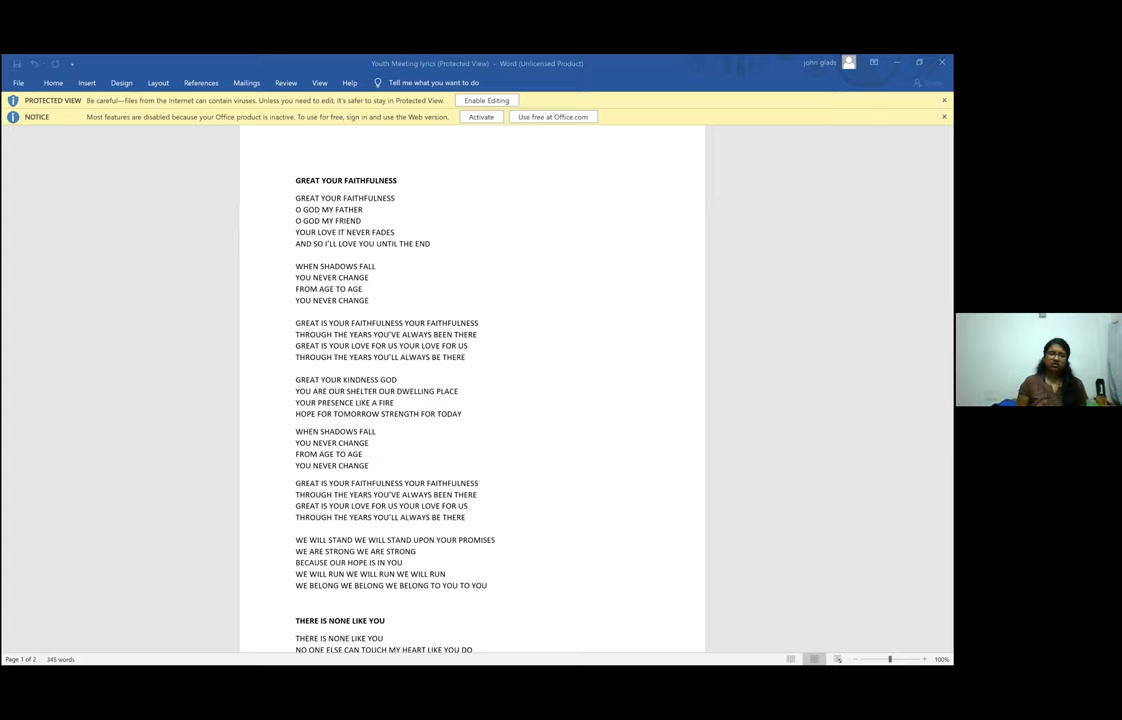 Youth Meeting lyrics (Protected View) - Word (Unlicensed Product)
john glads
File Home Insert Design Layout References Mailings Review View Help Tell me what you want to do Share
PROTECTED VIEW Be careful—files from the Internet can contain viruses. Unless you need to edit, it's safer to stay in Protected View. Enable Editing
NOTICE Most features are disabled because your Office product is inactive. To use for free, sign in and use the Web version. Activate Use free at Office.com
GREAT YOUR FAITHFULNESS
GREAT YOUR FAITHFULNESS
O GOD MY FATHER
O GOD MY FRIEND
YOUR LOVE IT NEVER FADES
AND SO I'LL LOVE YOU UNTIL THE END
WHEN SHADOWS FALL
YOU NEVER CHANGE
FROM AGE TO AGE
YOU NEVER CHANGE
GREAT IS YOUR FAITHFULNESS YOUR FAITHFULNESS
THROUGH THE YEARS YOU'VE ALWAYS BEEN THERE
GREAT IS YOUR LOVE FOR US YOUR LOVE FOR US
THROUGH THE YEARS YOU'LL ALWAYS BE THERE
GREAT YOUR KINDNESS GOD
YOU ARE OUR SHELTER OUR DWELLING PLACE
YOUR PRESENCE LIKE A FIRE
HOPE FOR TOMORROW STRENGTH FOR TODAY
WHEN SHADOWS FALL
YOU NEVER CHANGE
FROM AGE TO AGE
YOU NEVER CHANGE
GREAT IS YOUR FAITHFULNESS YOUR FAITHFULNESS
THROUGH THE YEARS YOU'VE ALWAYS BEEN THERE
GREAT IS YOUR LOVE FOR US YOUR LOVE FOR US
THROUGH THE YEARS YOU'LL ALWAYS BE THERE
WE WILL STAND WE WILL STAND UPON YOUR PROMISES
WE ARE STRONG WE ARE STRONG
BECAUSE OUR HOPE IS IN YOU
WE WILL RUN WE WILL RUN WE WILL RUN
WE BELONG WE BELONG WE BELONG TO YOU TO YOU
THERE IS NONE LIKE YOU
THERE IS NONE LIKE YOU
NO ONE ELSE CAN TOUCH MY HEART LIKE YOU DO
Page 1 of 2 345 words 100%